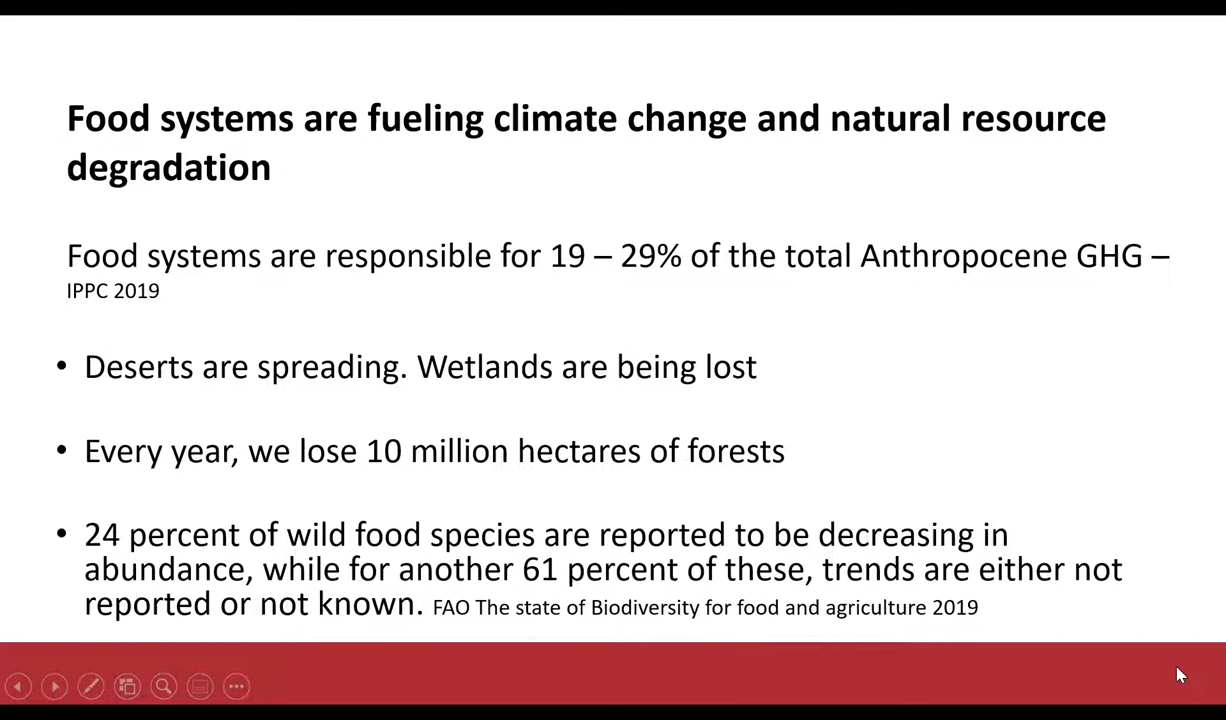 Food systems are fueling climate change and natural resource
degradation
Food systems are responsible for 19 – 29% of the total Anthropocene GHG –
IPPC 2019
• Deserts are spreading. Wetlands are being lost
• Every year, we lose 10 million hectares of forests
• 24 percent of wild food species are reported to be decreasing in
abundance, while for another 61 percent of these, trends are either not
reported or not known. FAO The state of Biodiversity for food and agriculture 2019